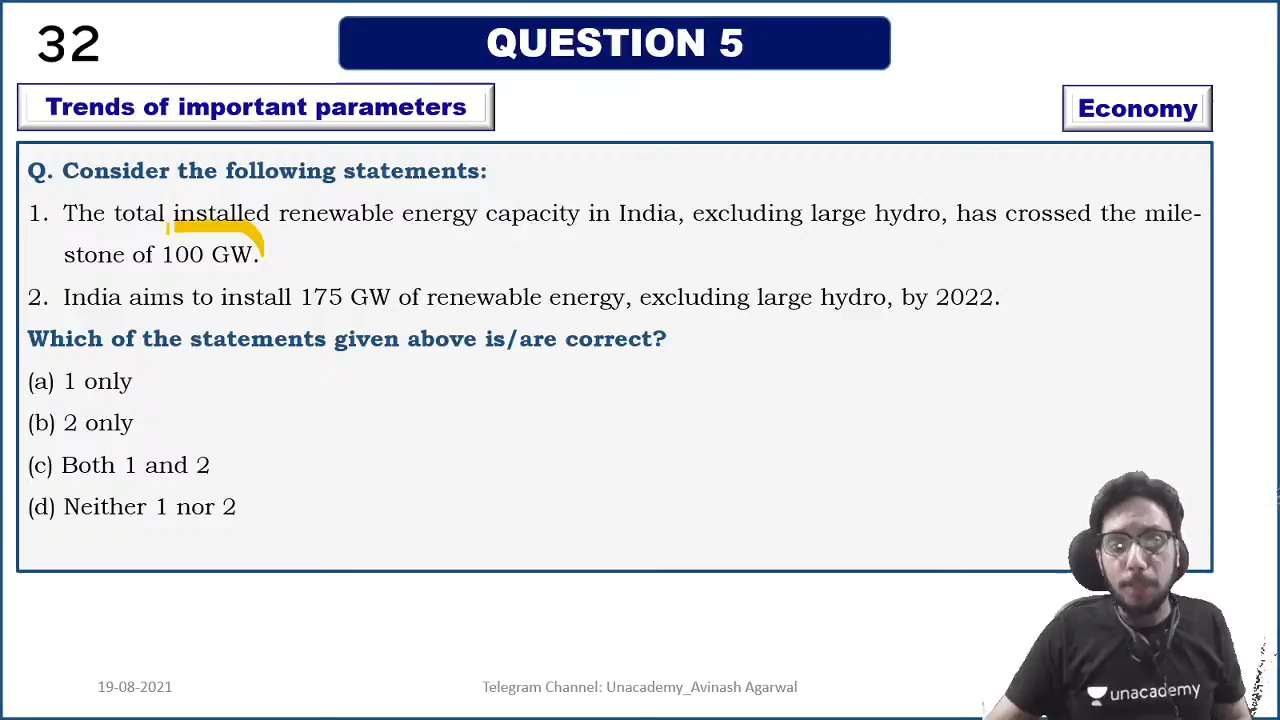 32
QUESTION 5
Trends of important parameters
Economy
Q. Consider the following statements:
1. The total installed renewable energy capacity in India, excluding large hydro, has crossed the mile-
stone of 100 GW.
2. India aims to install 175 GW of renewable energy, excluding large hydro, by 2022.
Which of the statements given above is/are correct?
(a) 1 only
(b) 2 only
(c) Both 1 and 2
(d) Neither 1 nor 2
unacademy
19-08-2021
Telegram Channel: Unacademy_Avinash Agarwal